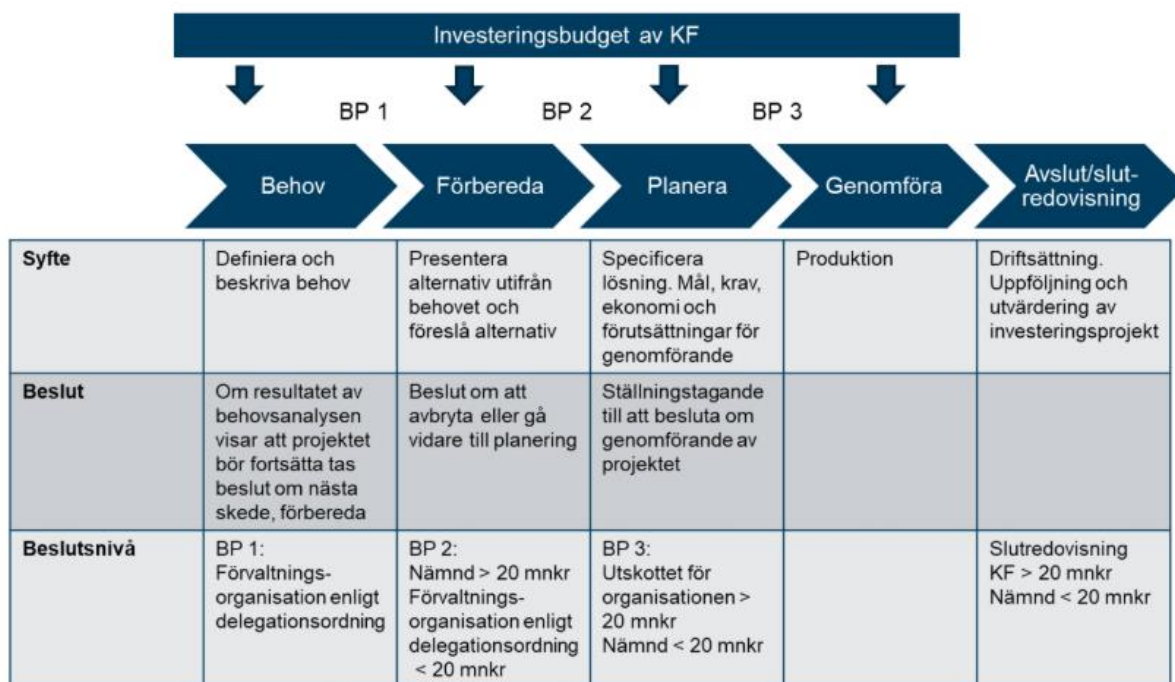 Investeringsbudget av KF
BP 1
BP 2
BP 3
Behov
Förbereda
Planera
Genomföra
Avslut/slut-
redovisning
Syfte
Definiera och
beskriva behov
Presentera
alternativ utifrån
behovet och
föreslå alternativ
Specificera
lösning. Mål, krav,
ekonomi och
förutsättningar för
genomförande
Produktion
Driftsättning.
Uppföljning och
utvärdering av
investeringsprojekt
Beslut
Om resultatet av
behovsanalysen
visar att projektet
bör fortsätta tas
beslut om nästa
skede, förbereda
Beslut om att
avbryta eller gå
vidare till planering
Ställningstagande
till att besluta om
genomförande av
projektet
Beslutsnivå
BP 1:
Förvaltnings-
organisation enligt
delegationsordning
BP 2:
Nämnd > 20 mnkr
Förvaltnings-
organisation enligt
delegationsordning
< 20 mnkr
BP 3:
Utskottet för
organisationen >
20 mnkr
Nämnd < 20 mnkr
Slutredovisning
KF > 20 mnkr
Nämnd < 20 mnkr